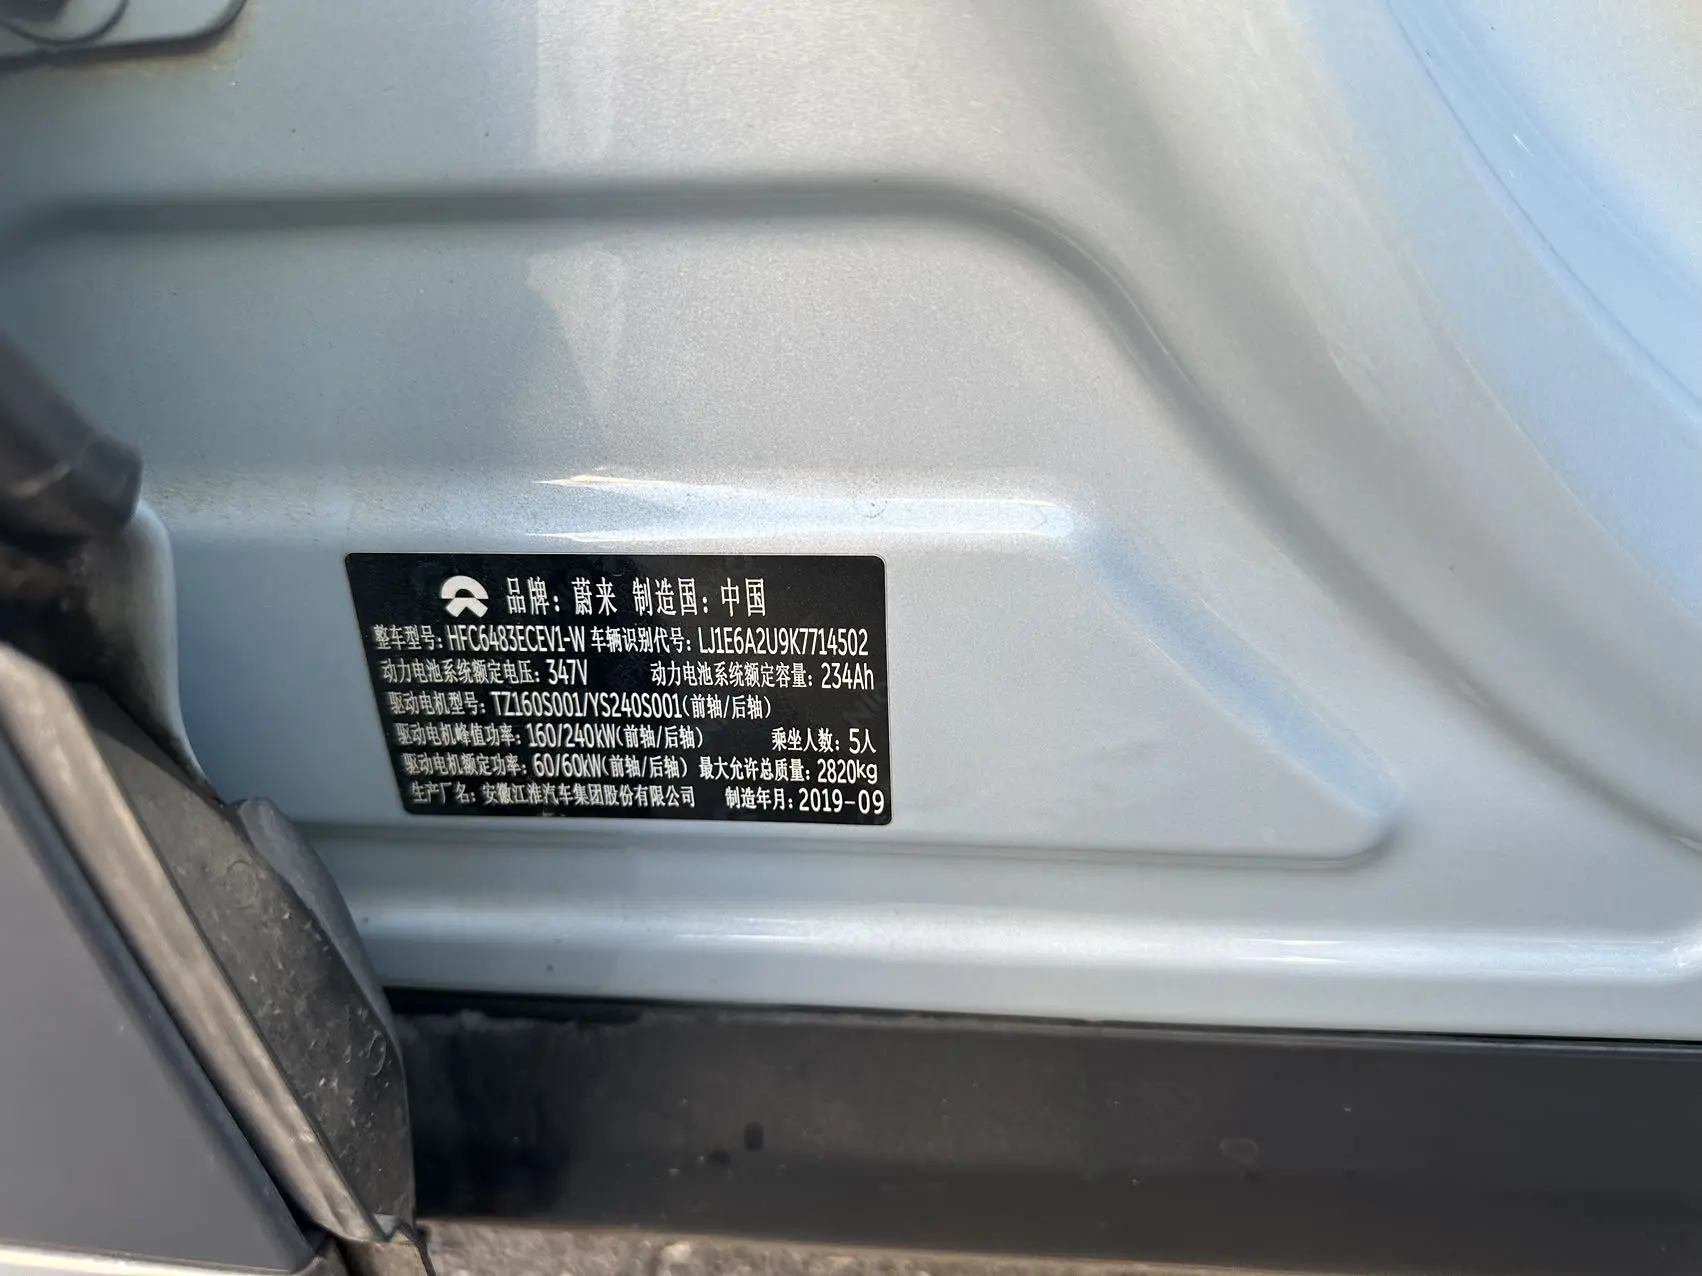 品牌：蔚来 制造国：中国
整车型号：HFC6483ECEV1-W 车辆识别代号：LJ1E6A2U9K7714502
动力电池系统额定电压：347V 动力电池系统额定容量：234Ah
驱动电机型号：TZ160S001/YS240S001(前轴/后轴)
驱动电机峰值功率：160/240kW(前轴/后轴) 乘坐人数：5人
驱动电机额定功率：60/60kW(前轴/后轴) 最大允许总质量：2820kg
生产厂名：安徽江淮汽车集团股份有限公司 制造年月：2019-09